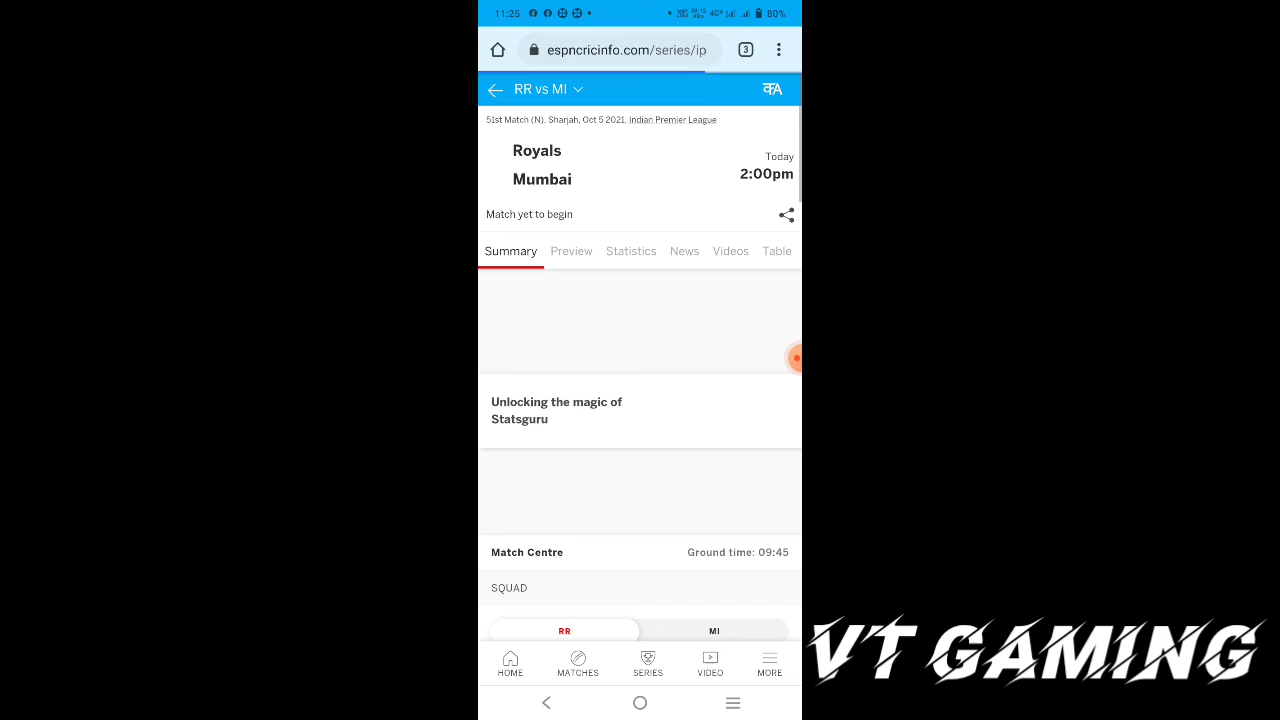 11:25 4G+ 80%
espncricinfo.com/series/ip 3
RR vs MI
51st Match (N), Sharjah, Oct 5 2021, Indian Premier League
Royals
Today
Mumbai
2:00pm
Match yet to begin
Summary Preview Statistics News Videos Table
Unlocking the magic of
Statsguru
Match Centre Ground time: 09:45
SQUAD
RR MI
HOME MATCHES SERIES VIDEO MORE
VT GAMING